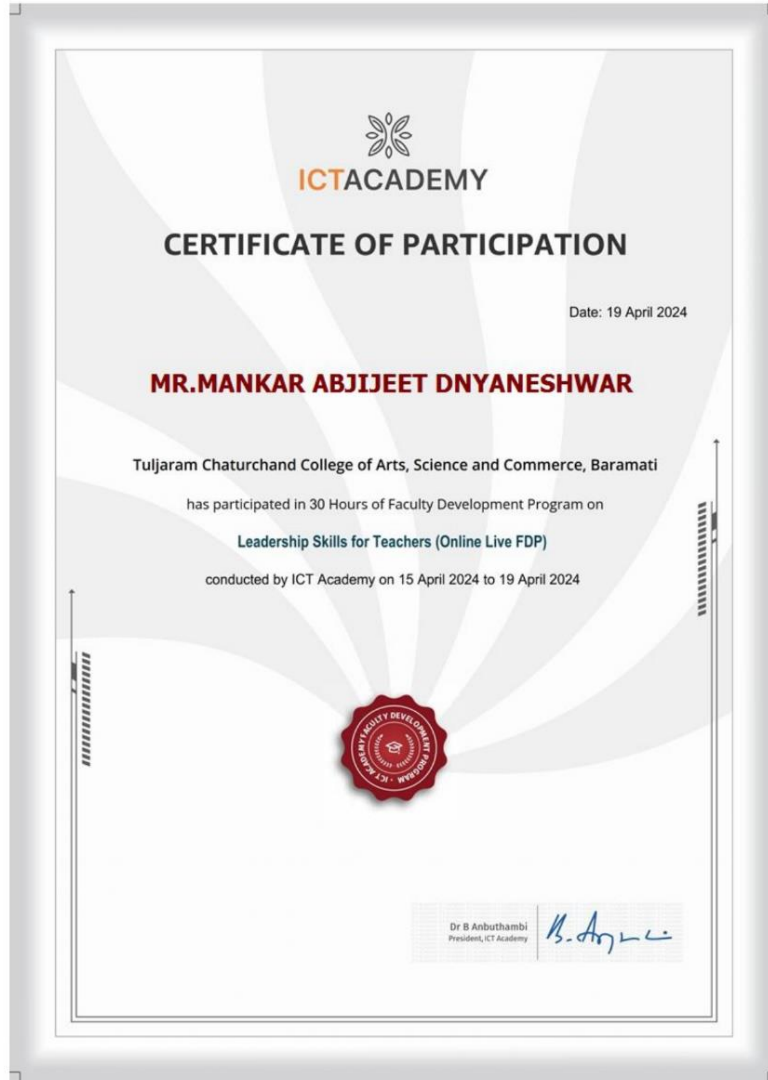 ICTACADEMY
CERTIFICATE OF PARTICIPATION
Date: 19 April 2024
MR.MANKAR ABJIJEET DNYANESHWAR
Tuljaram Chaturchand College of Arts, Science and Commerce, Baramati
has participated in 30 Hours of Faculty Development Program on
Leadership Skills for Teachers (Online Live FDP)
conducted by ICT Academy on 15 April 2024 to 19 April 2024
FACULTY DEVELOPMENT PROGRAM
· ICT ACADEMY
Dr B Anbuthambi
President, ICT Academy